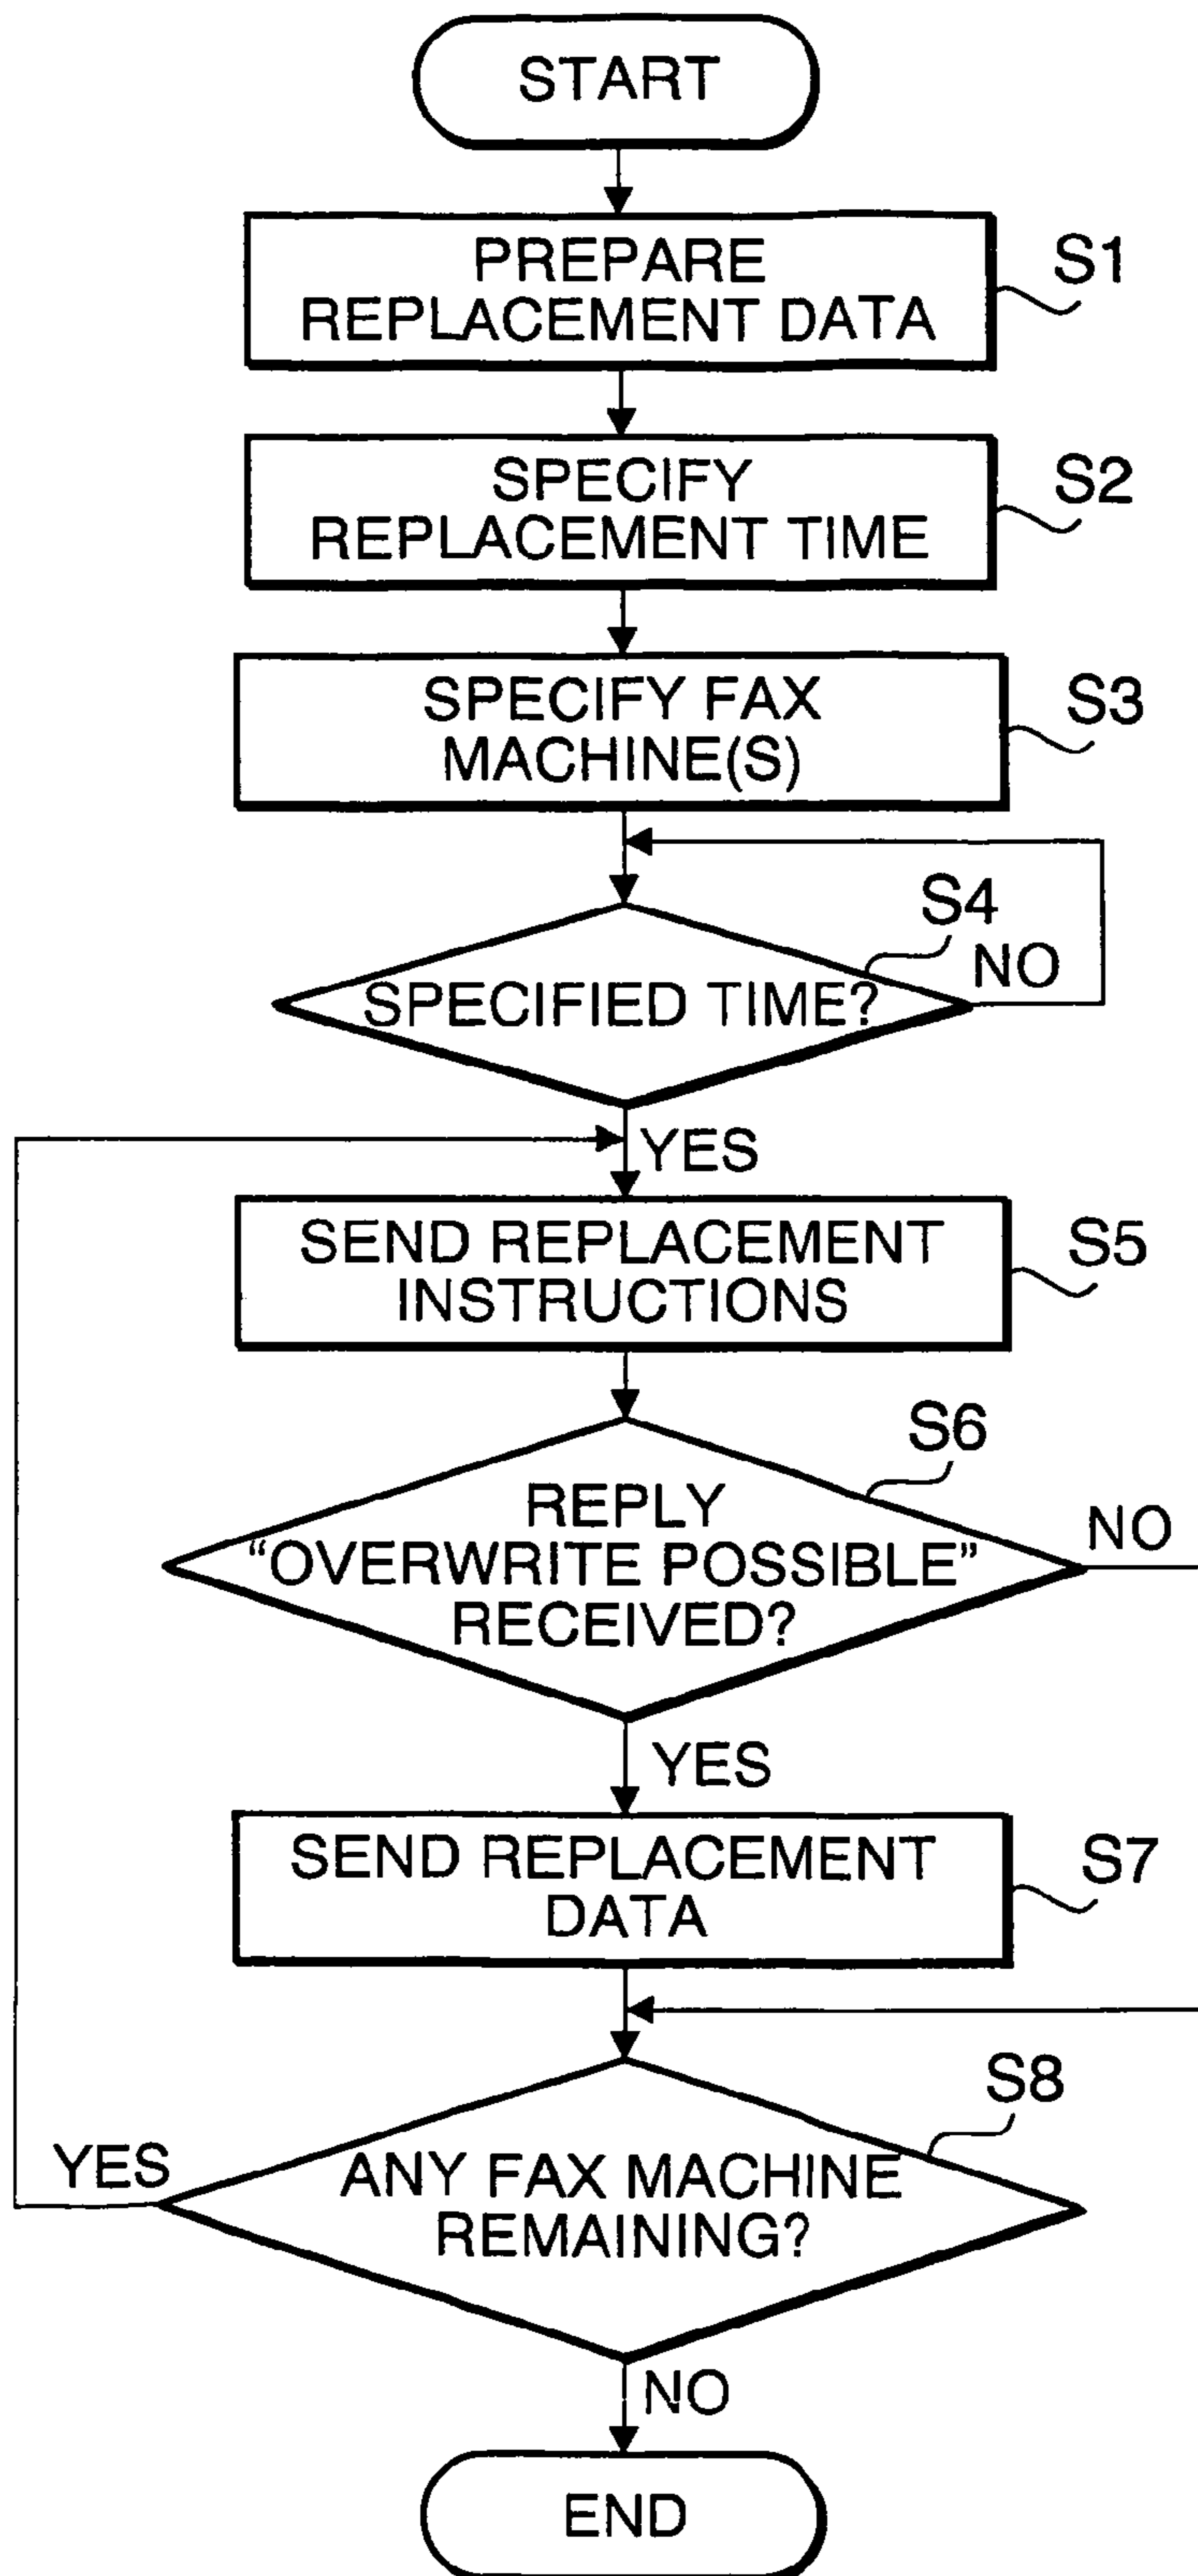 START
PREPARE
REPLACEMENT DATA
S1
SPECIFY
REPLACEMENT TIME
S2
SPECIFY FAX
MACHINE(S)
S3
S4
NO
SPECIFIED TIME?
YES
SEND REPLACEMENT
INSTRUCTIONS
S5
S6
REPLY
“OVERWRITE POSSIBLE”
RECEIVED?
NO
YES
SEND REPLACEMENT
DATA
S7
S8
YES
ANY FAX MACHINE
REMAINING?
NO
END